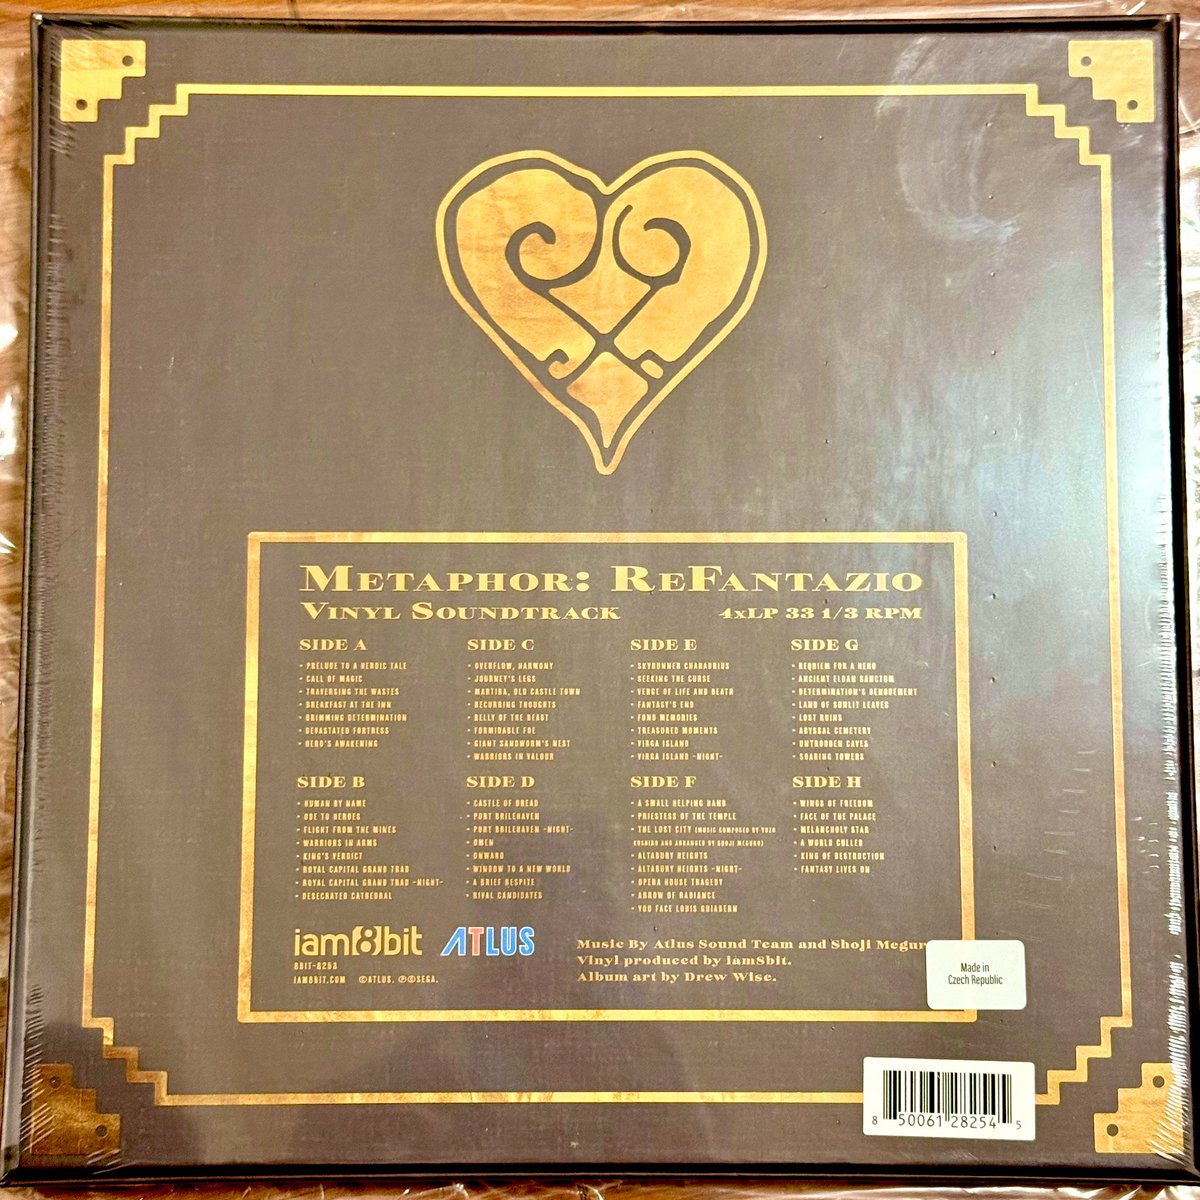 METAPHOR: REFANTAZIO
VINYL SOUNDTRACK 4xLP 33 1/3 RPM
SIDE A
- PRELUDE TO A HEROIC TALE
- CALL OF MAGIC
- TRAVERSING THE WASTES
- BREAKFAST AT THE INN
- BRIMMING DETERMINATION
- DEVASTATED FORTRESS
- HERO'S AWAKENING
SIDE C
- OVERFLOW, HARMONY
- JOURNEY'S LEGS
- MARTIRA, OLD CASTLE TOWN
- RECURRING THOUGHTS
- BELLY OF THE BEAST
- FORMIDABLE FOE
- GIANT SANDWORM'S NEST
- WARRIORS IN VALOUR
SIDE E
- SKYRUNNER CHARADRIUS
- SEEKING THE CURSE
- VERGE OF LIFE AND DEATH
- FANTASY'S END
- FOND MEMORIES
- TREASURED MOMENTS
- VIRGA ISLAND
- VIRGA ISLAND -NIGHT-
SIDE G
- REQUIEM FOR A HERO
- ANCIENT ELDAN SANCTUM
- DETERMINATION'S DENOUEMENT
- LAND OF SUNLIT LEAVES
- LOST RUINS
- ABYSSAL CEMETERY
- UNTRODDEN CAVES
- SOARING TOWERS
SIDE B
- HUMAN BY NAME
- ODE TO HEROES
- FLIGHT FROM THE MINES
- WARRIORS IN ARMS
- KING'S VERDICT
- ROYAL CAPITAL GRAND TRAD
- ROYAL CAPITAL GRAND TRAD -NIGHT-
- DESECRATED CATHEDRAL
SIDE D
- CASTLE OF DREAD
- PORT BRILEHAVEN
- PORT BRILEHAVEN -NIGHT-
- OMEN
- ONWARD
- WINDOW TO A NEW WORLD
- A BRIEF RESPITE
- RIVAL CANDIDATES
SIDE F
- A SMALL HELPING HAND
- PRIESTESS OF THE TEMPLE
- THE LOST CITY (MUSIC COMPOSED BY YUZO
KOSHIRO AND ARRANGED BY SHOJI MEGURO)
- ALTABURY HEIGHTS
- ALTABURY HEIGHTS -NIGHT-
- OPERA HOUSE TRAGEDY
- ARROW OF RADIANCE
- YOU FACE LOUIS GUIABERN
SIDE H
- WINGS OF FREEDOM
- FACE OF THE PALACE
- MELANCHOLY STAR
- A WORLD CULLED
- KING OF DESTRUCTION
- FANTASY LIVES ON
iam8bit ATLUS
8BIT-8253
IAM8BIT.COM ©ATLUS. ℗©SEGA.
Music By Atlus Sound Team and Shoji Megur
Vinyl produced by iam8bit.
Album art by Drew Wise.
Made in
Czech Republic
8 50061 28254 5